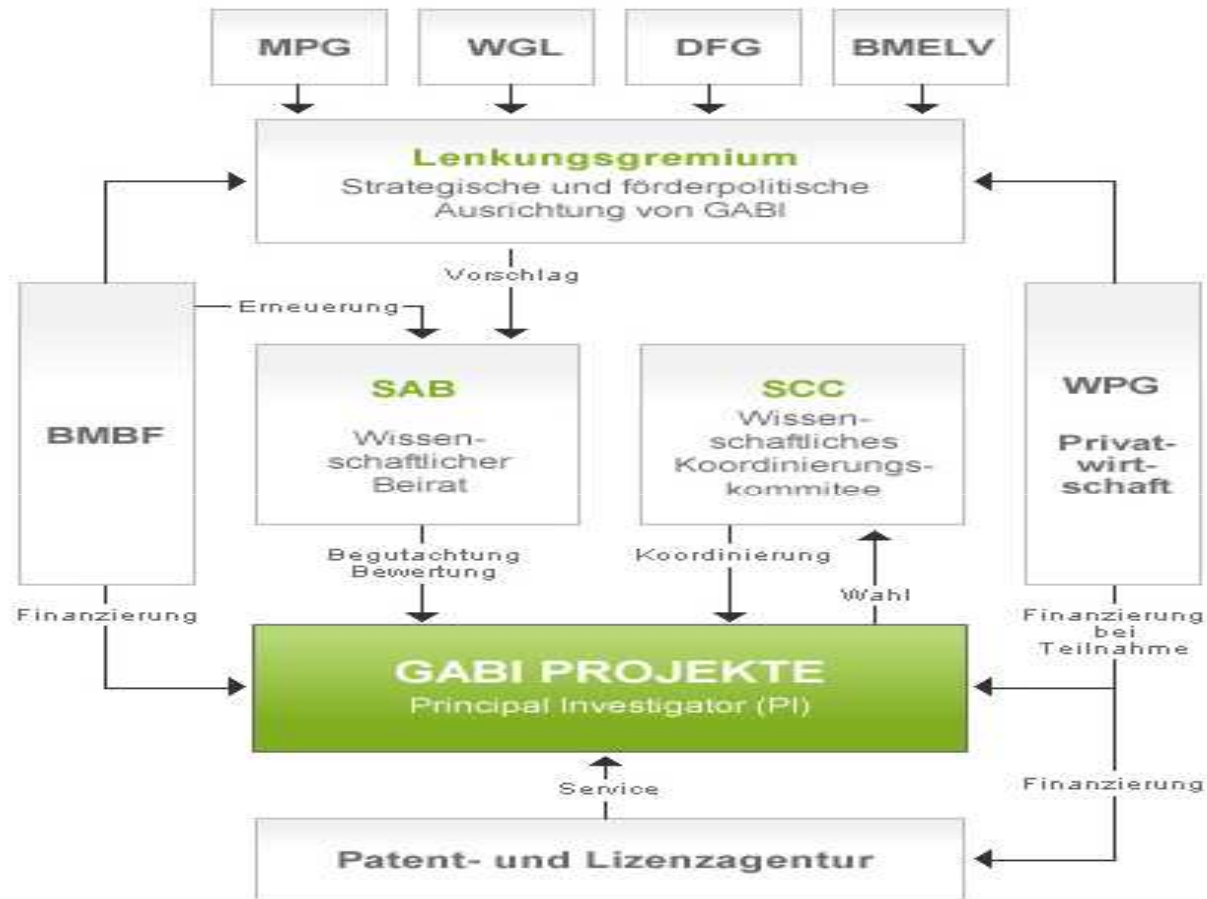 MPG
WGL
DFG
BMELV
Lenkungsgremium
Strategische und förderpolitische
Ausrichtung von GABI
Vorschlag
Erneuerung
BMBF
SAB
Wissen-
schaftlicher
Beirat
SCC
Wissen-
schaftliches
Koordinierungs-
kommitee
WPG
Privat-
wirt-
schaft
Begutachtung
Bewertung
Koordinierung
Wahl
Finanzierung
Finanzierung
bei
Teilnahme
GABI PROJEKTE
Principal Investigator (PI)
Service
Finanzierung
Patent- und Lizenzagentur